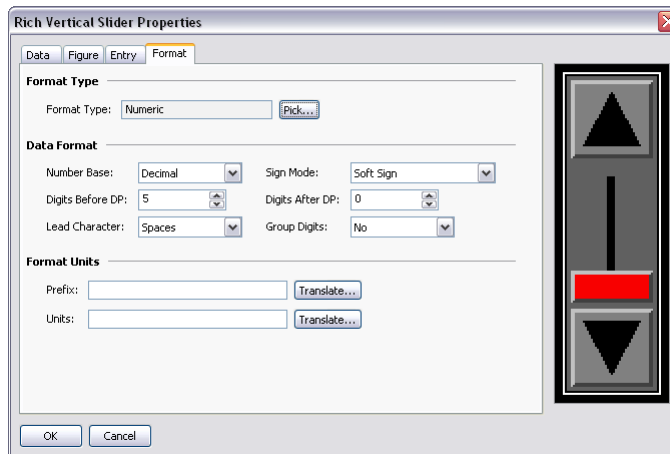 Rich Vertical Slider Properties
Data Figure Entry Format
Format Type
Format Type: Numeric Pick...
Data Format
Number Base: Decimal Sign Mode: Soft Sign
Digits Before DP: 5 Digits After DP: 0
Lead Character: Spaces Group Digits: No
Format Units
Prefix: Translate...
Units: Translate...
OK Cancel